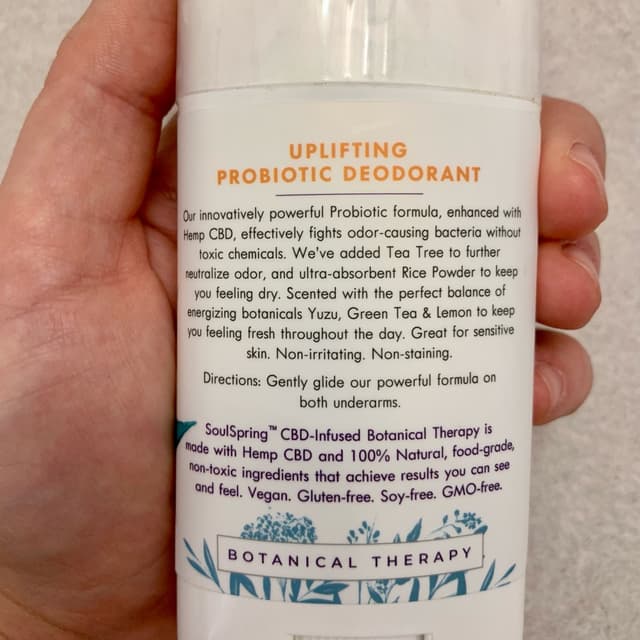 UPLIFTING
PROBIOTIC DEODORANT
Our innovatively powerful Probiotic formula, enhanced with
Hemp CBD, effectively fights odor-causing bacteria without
toxic chemicals. We've added Tea Tree to further
neutralize odor, and ultra-absorbent Rice Powder to keep
you feeling dry. Scented with the perfect balance of
energizing botanicals Yuzu, Green Tea & Lemon to keep
you feeling fresh throughout the day. Great for sensitive
skin. Non-irritating. Non-staining.
Directions: Gently glide our powerful formula on
both underarms.
SoulSpring™ CBD-Infused Botanical Therapy is
made with Hemp CBD and 100% Natural, food-grade,
non-toxic ingredients that achieve results you can see
and feel. Vegan. Gluten-free. Soy-free. GMO-free.
BOTANICAL THERAPY